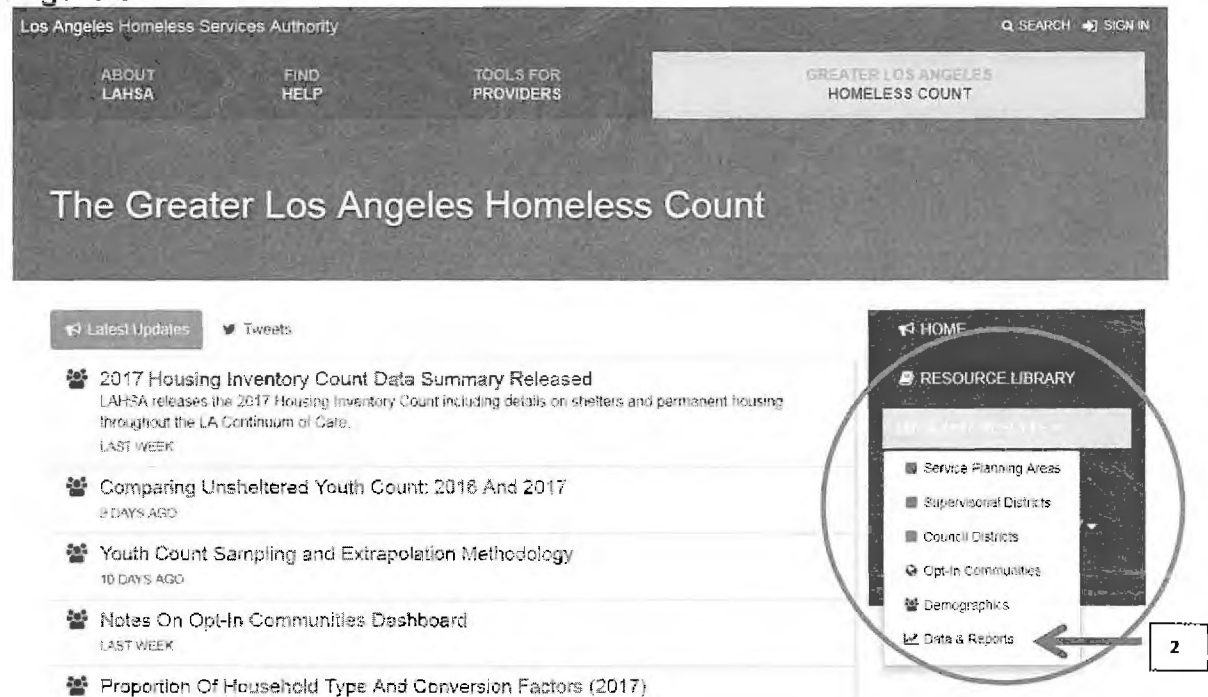 Los Angeles Homeless Services Authority
SEARCH SIGN IN
ABOUT
LAHSA
FIND
HELP
TOOLS FOR
PROVIDERS
GREATER LOS ANGELES
HOMELESS COUNT
The Greater Los Angeles Homeless Count
Latest Updates Tweets
2017 Housing Inventory Count Data Summary Released
LAHSA releases the 2017 Housing Inventory Count including details on shelters and permanent housing
throughout the LA Continuum of Care.
LAST WEEK
Comparing Unsheltered Youth Count: 2016 And 2017
9 DAYS AGO
Youth Count Sampling and Extrapolation Methodology
10 DAYS AGO
Notes On Opt-In Communities Dashboard
LAST WEEK
Proportion Of Household Type And Conversion Factors (2017)
HOME
RESOURCE LIBRARY
Service Planning Areas
Supervisorial Districts
Council Districts
Opt-In Communities
Demographics
Data & Reports
2